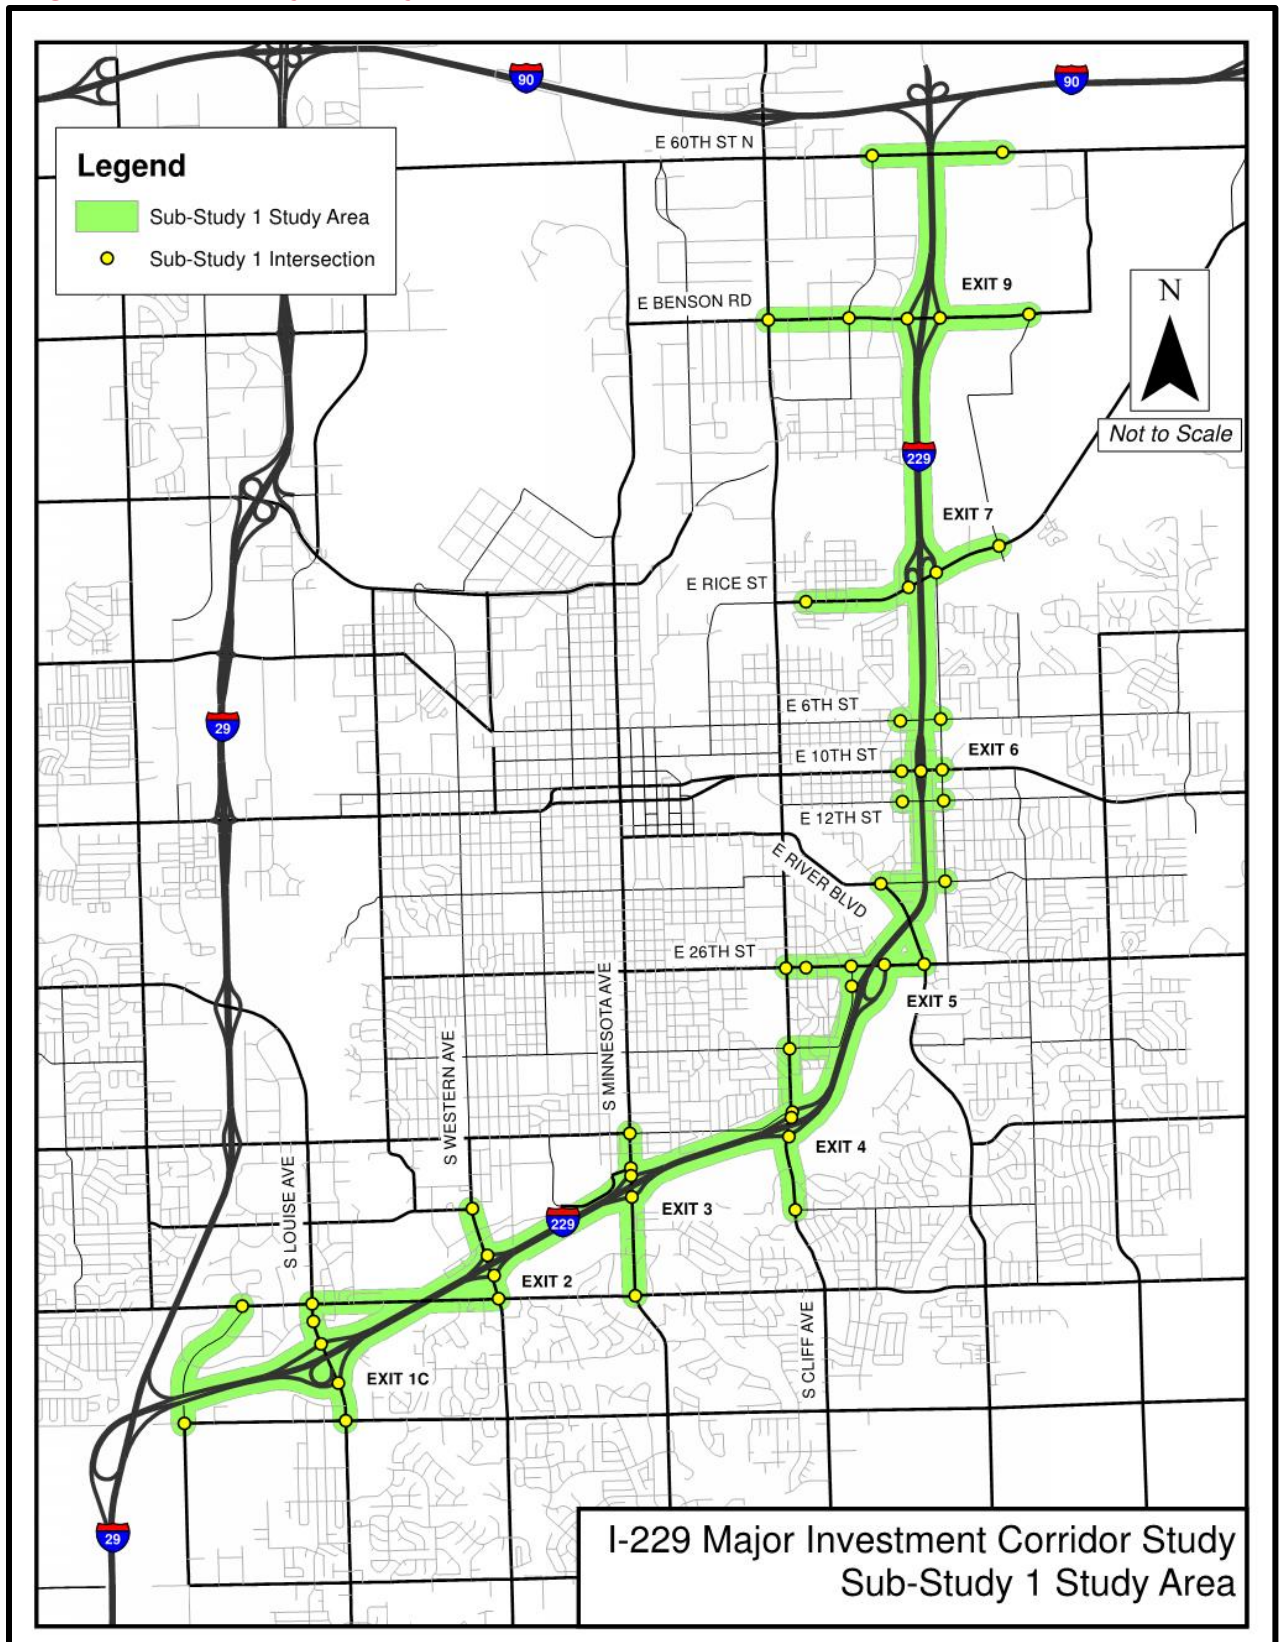 90
90
E 60TH ST N
Legend
Sub-Study 1 Study Area
Sub-Study 1 Intersection
EXIT 9
N
E BENSON RD
Not to Scale
229
EXIT 7
E RICE ST
E 6TH ST
29
EXIT 6
E 10TH ST
E 12TH ST
E RIVER BLVD
E 26TH ST
S MINNESOTA AVE
EXIT 5
S WESTERN AVE
EXIT 4
S LOUISE AVE
EXIT 3
229
EXIT 2
S CLIFF AVE
EXIT 1C
29
I-229 Major Investment Corridor Study
Sub-Study 1 Study Area